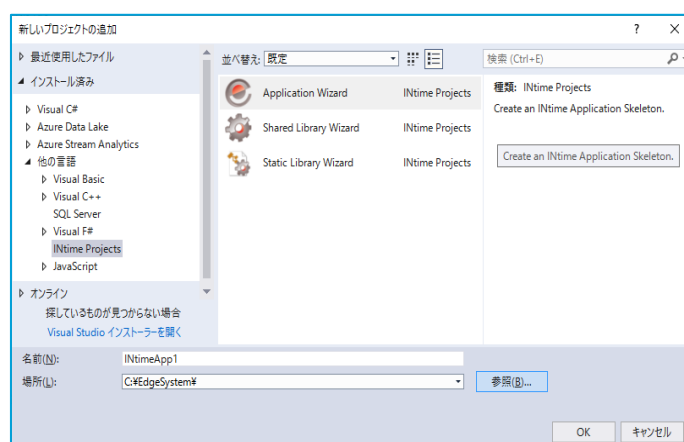 新しいプロジェクトの追加
? ×
▷ 最近使用したファイル
◢ インストール済み
▷ Visual C#
▷ Azure Data Lake
▷ Azure Stream Analytics
◢ 他の言語
▷ Visual Basic
▷ Visual C++
SQL Server
▷ Visual F#
INtime Projects
▷ JavaScript
▷ オンライン
探しているものが見つからない場合
Visual Studio インストーラーを開く
並べ替え: 既定
Application Wizard INtime Projects
Shared Library Wizard INtime Projects
Static Library Wizard INtime Projects
検索 (Ctrl+E)
種類: INtime Projects
Create an INtime Application Skeleton.
Create an INtime Application Skeleton.
名前(N): INtimeApp1
場所(L): C:¥EdgeSystem¥
参照(B)...
OK キャンセル